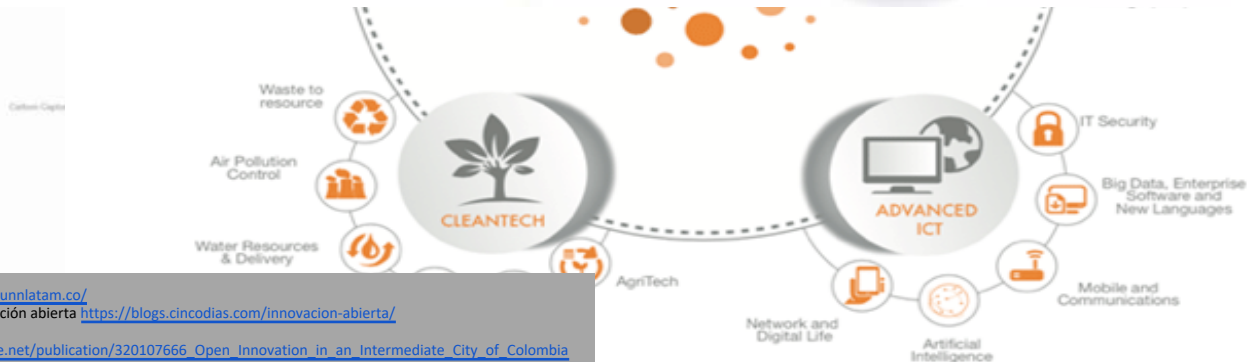 Waste to
resource
Carbon Captu
Air Pollution
Control
Water Resources
& Delivery
CLEANTECH
AgriTech
IT Security
Big Data, Enterprise
Software and
New Languages
ADVANCED
ICT
Mobile and
Communications
Network and
Digital Life
Artificial
Intelligence
unnlatam.co/
ción abierta https://blogs.cincodias.com/innovacion-abierta/
e.net/publication/320107666_Open_Innovation_in_an_Intermediate_City_of_Colombia